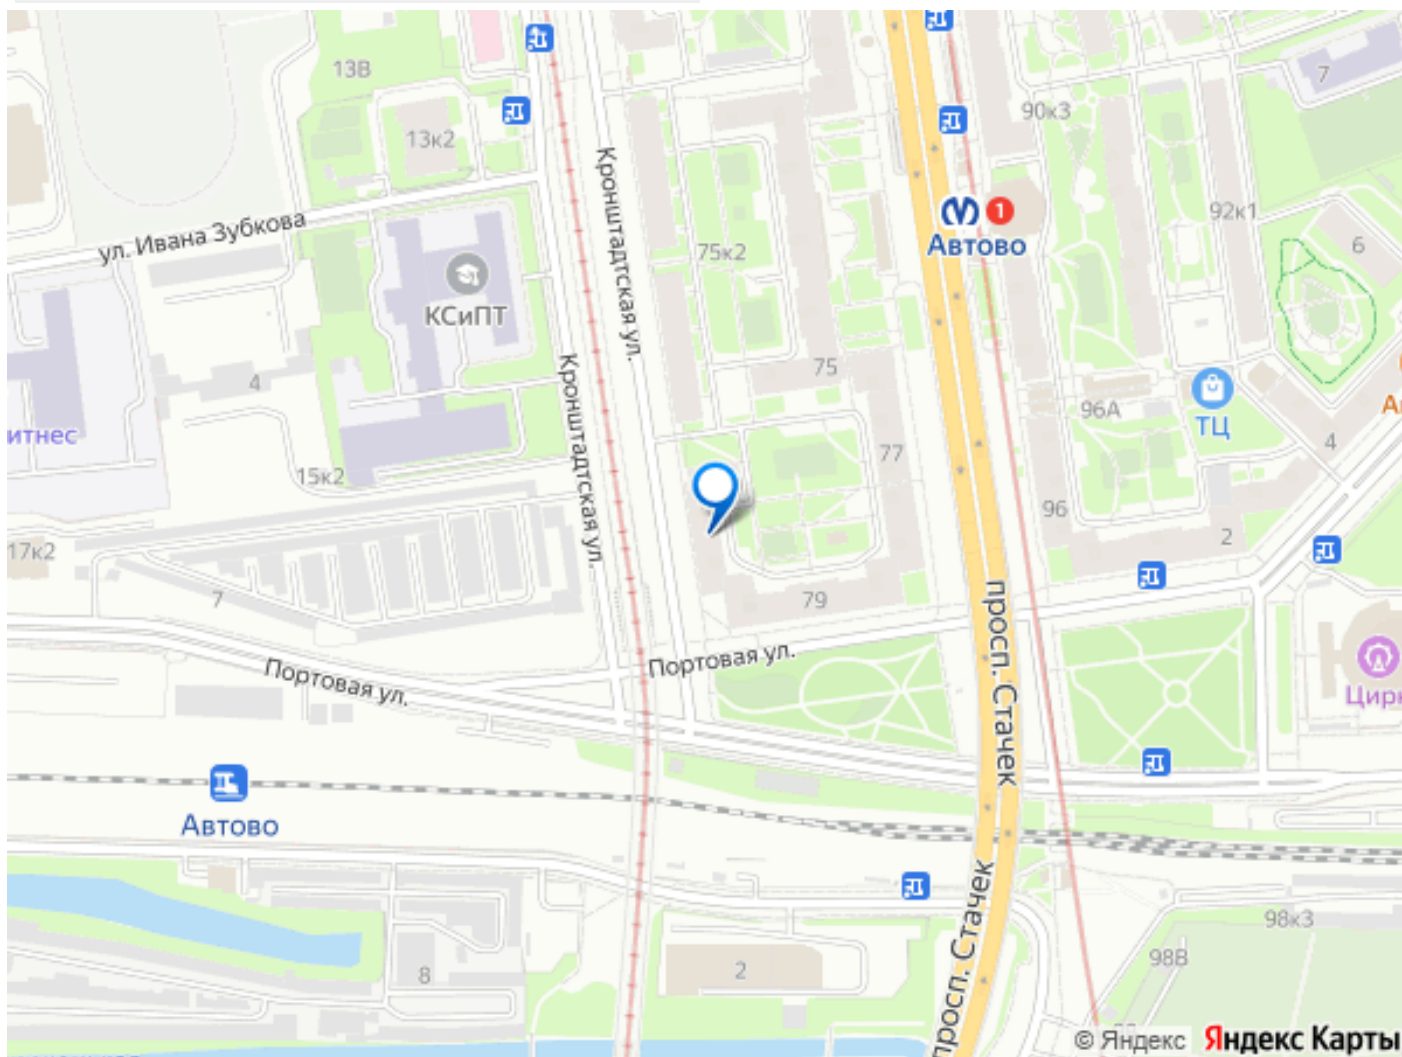 13В
7
90к3
13к2
Кронштадтская ул.
1
Автово
92к1
6
ул. Ивана Зубкова
75к2
КСиПТ
Кронштадтская ул.
75
4
96А
ТЦ
итнес
77
4
15к2
96
2
17к2
7
79
просп. Стачек
Портовая ул.
Портовая ул.
Цирк
Автово
просп. Стачек
98к3
8
2
98В
© Яндекс Яндекс Карты